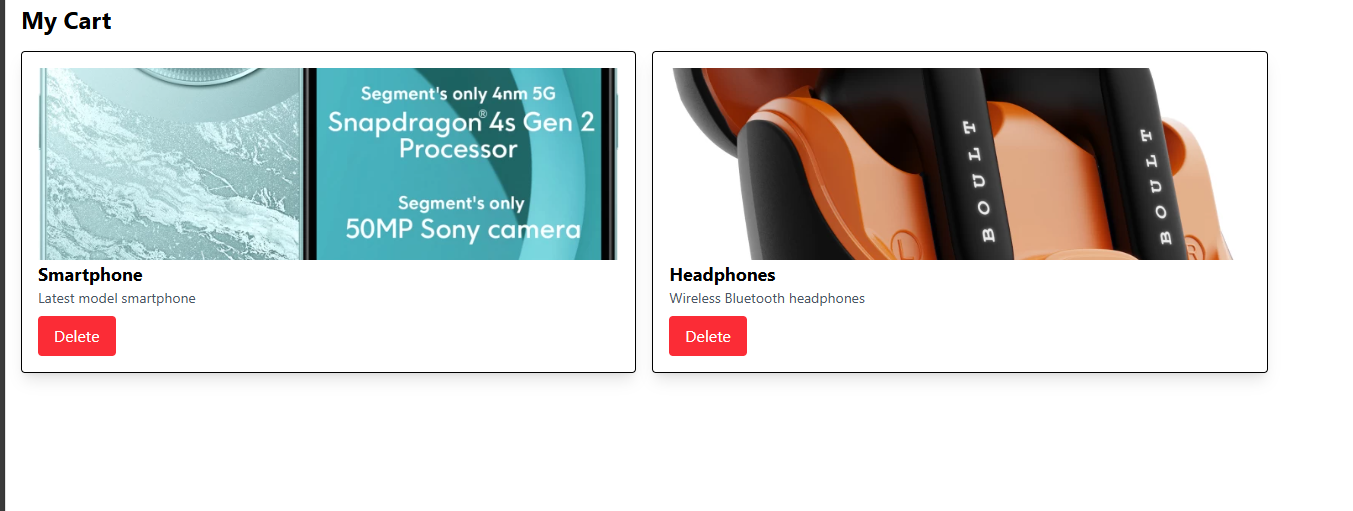 My Cart
Segment's only 4nm 5G
Snapdragon® 4s Gen 2
Processor
Segment's only
50MP Sony camera
Smartphone
Latest model smartphone
Delete
BOULT
BOULT
L
R
Headphones
Wireless Bluetooth headphones
Delete